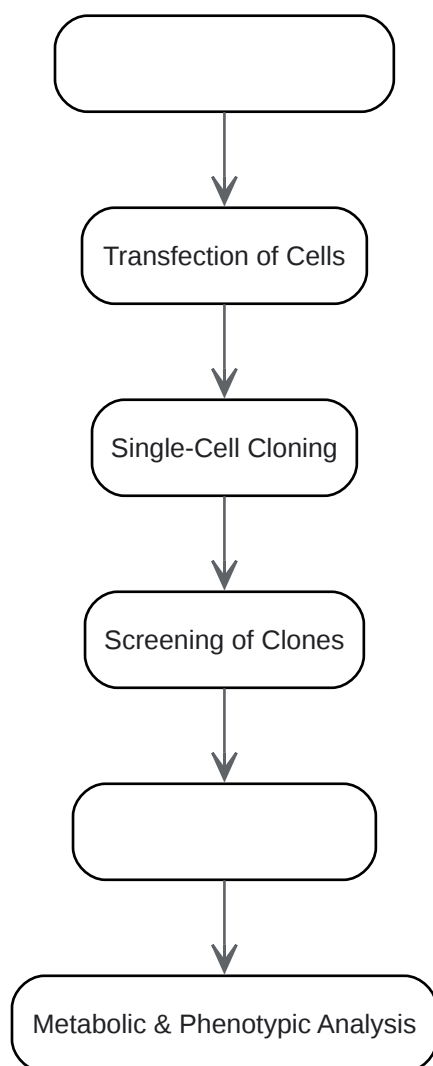 Transfection of Cells
Single-Cell Cloning
Screening of Clones
Metabolic & Phenotypic Analysis